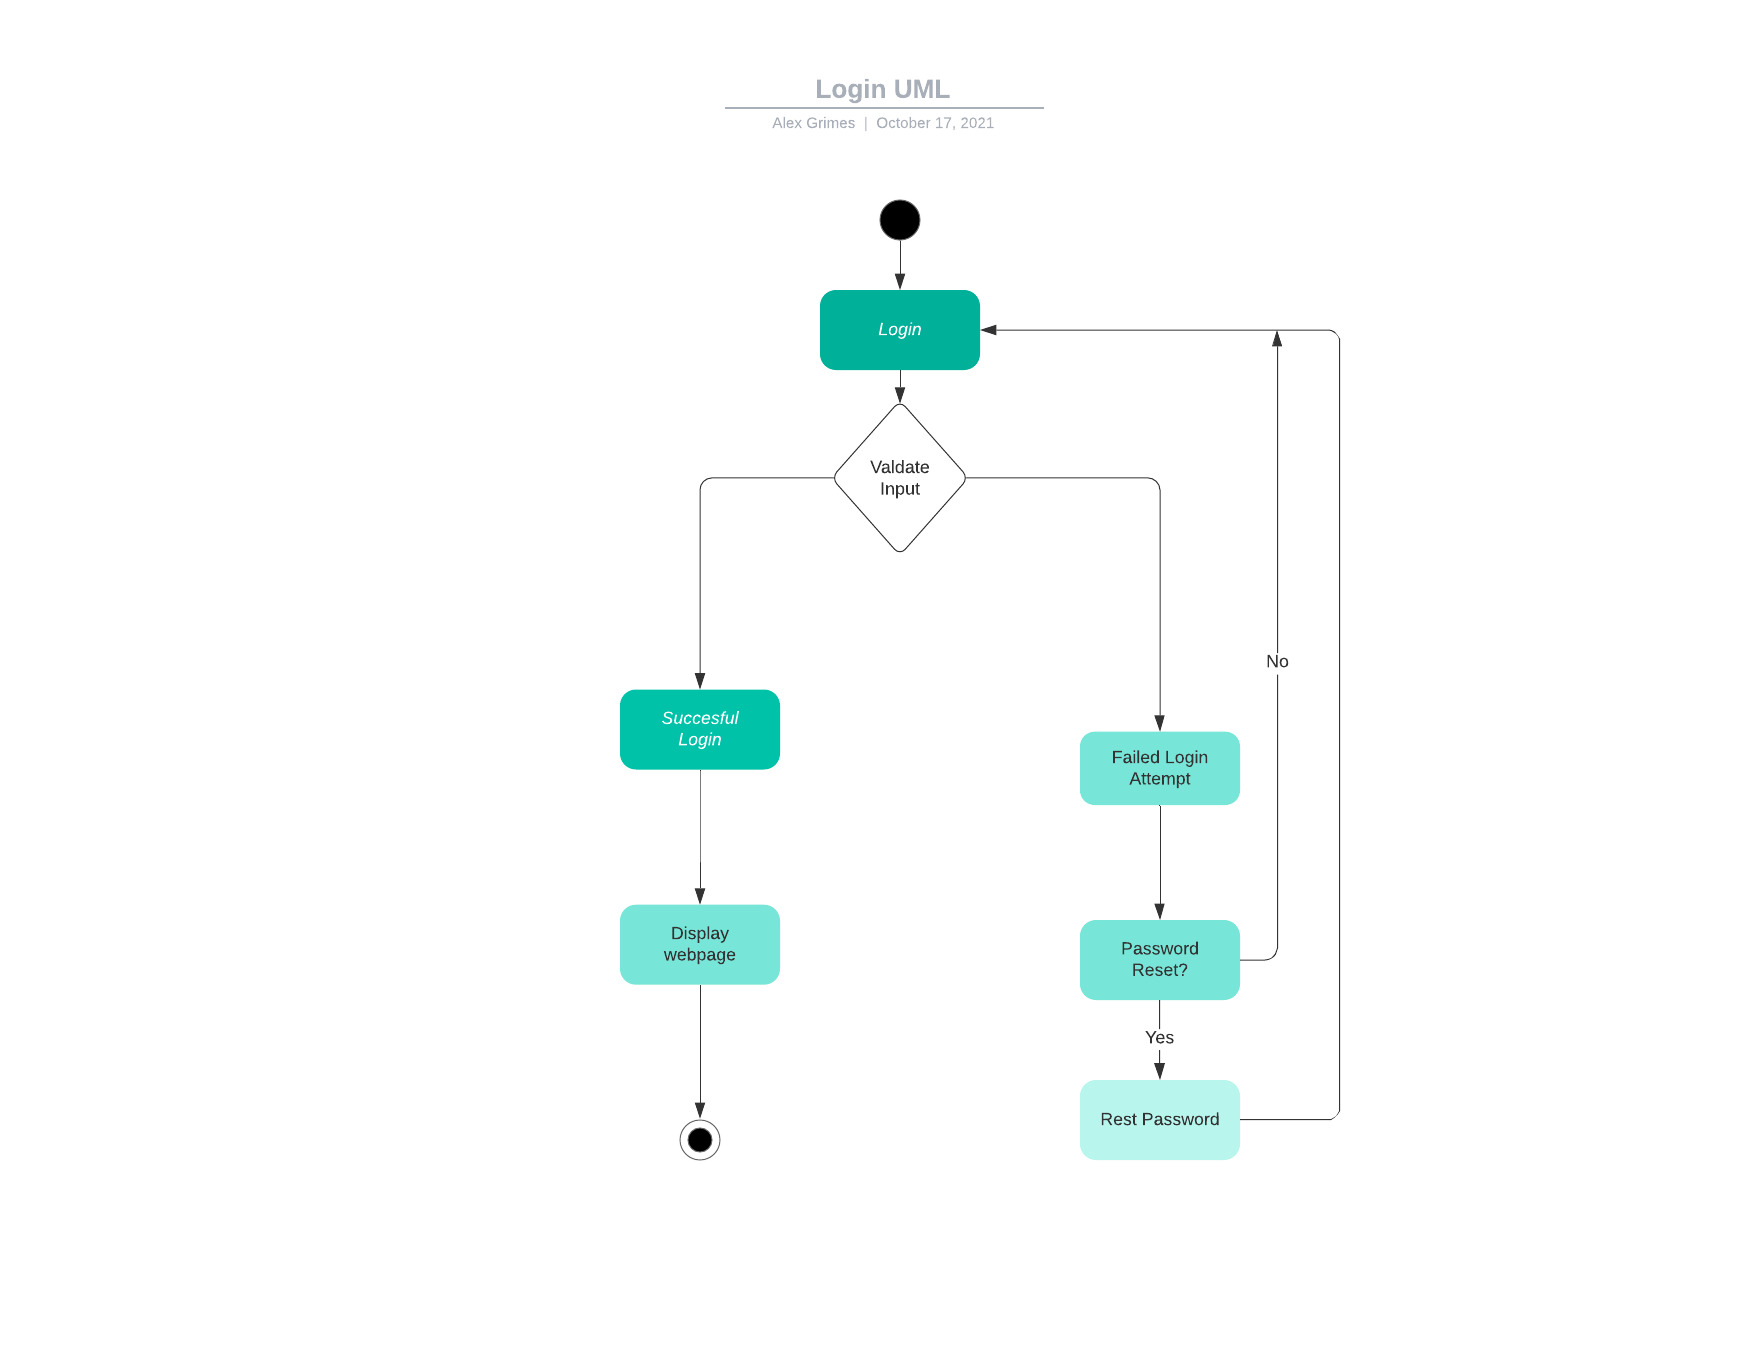 Login UML
Alex Grimes | October 17, 2021
Login
Valdate
Input
No
Succesful
Login
Failed Login
Attempt
Display
webpage
Password
Reset?
Yes
Rest Password